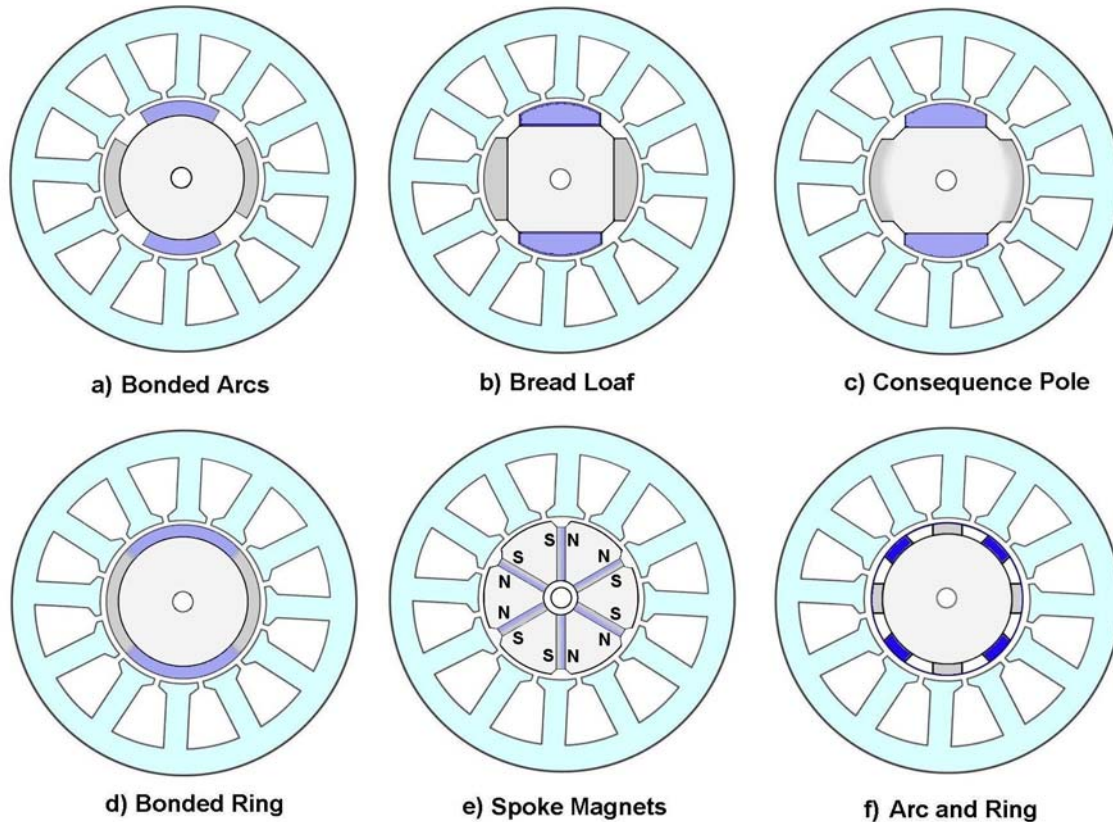 a) Bonded Arcs
b) Bread Loaf
c) Consequence Pole
S N
S N
N S
N S
S N
S N
d) Bonded Ring
e) Spoke Magnets
f) Arc and Ring